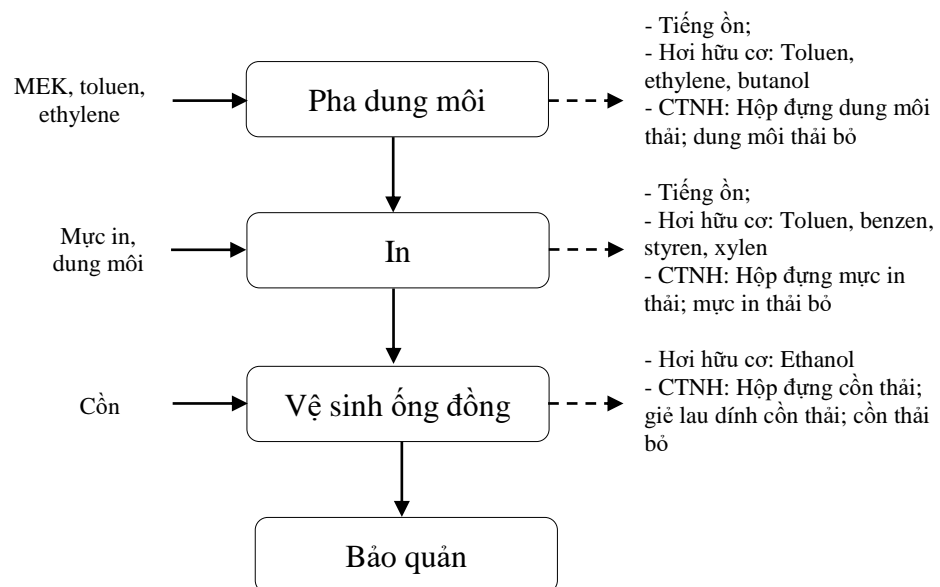 MEK, toluen,
ethylene
Pha dung môi
- Tiếng ồn;
- Hơi hữu cơ: Toluen,
ethylene, butanol
- CTNH: Hộp đựng dung môi
thải; dung môi thải bỏ
Mực in,
dung môi
In
- Tiếng ồn;
- Hơi hữu cơ: Toluen, benzen,
styren, xylen
- CTNH: Hộp đựng mực in
thải; mực in thải bỏ
Cồn
Vệ sinh ống đồng
- Hơi hữu cơ: Ethanol
- CTNH: Hộp đựng cồn thải;
giẻ lau dính cồn thải; cồn thải
bỏ
Bảo quản